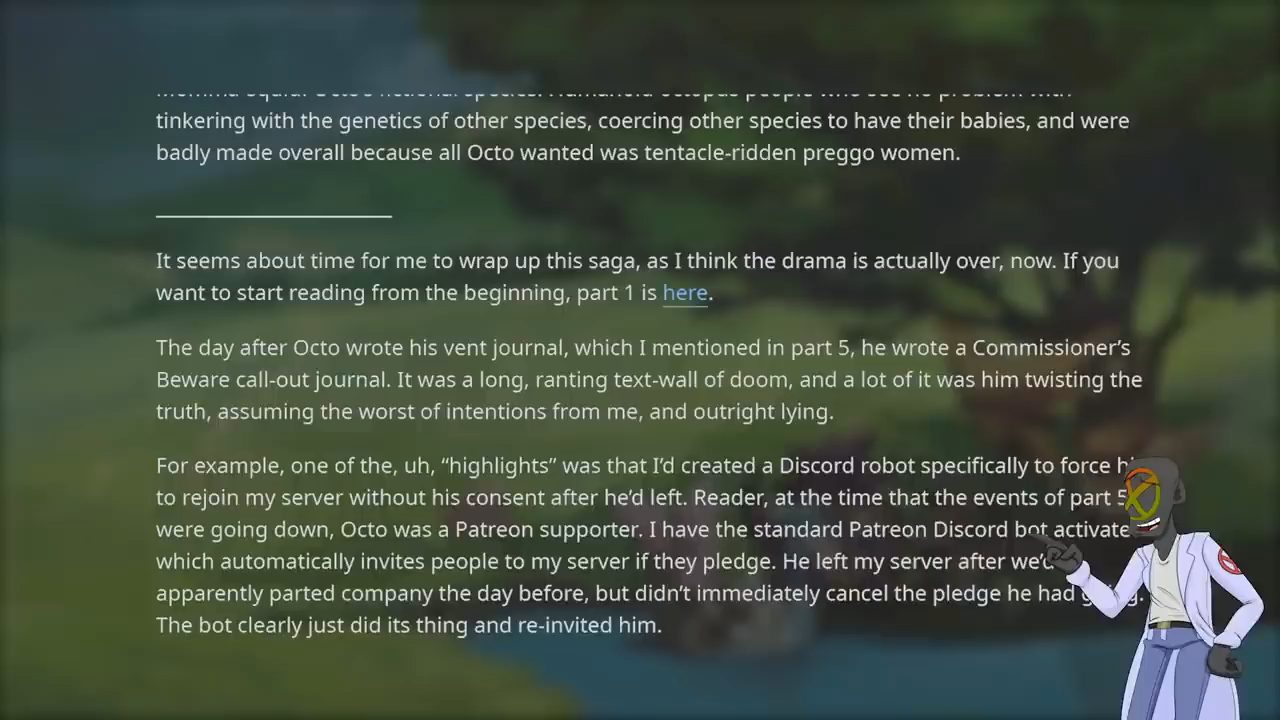 tinkering with the genetics of other species, coercing other species to have their babies, and were
badly made overall because all Octo wanted was tentacle-ridden preggo women.
It seems about time for me to wrap up this saga, as I think the drama is actually over, now. If you
want to start reading from the beginning, part 1 is here.
The day after Octo wrote his vent journal, which I mentioned in part 5, he wrote a Commissioner’s
Beware call-out journal. It was a long, ranting text-wall of doom, and a lot of it was him twisting the
truth, assuming the worst of intentions from me, and outright lying.
For example, one of the, uh, “highlights” was that I’d created a Discord robot specifically to force
to rejoin my server without his consent after he’d left. Reader, at the time that the events of part 5
were going down, Octo was a Patreon supporter. I have the standard Patreon Discord bot
which automatically invites people to my server if they pledge. He left my server after
apparently parted company the day before, but didn’t immediately cancel the pledge he had
The bot clearly just did its thing and re-invited him.